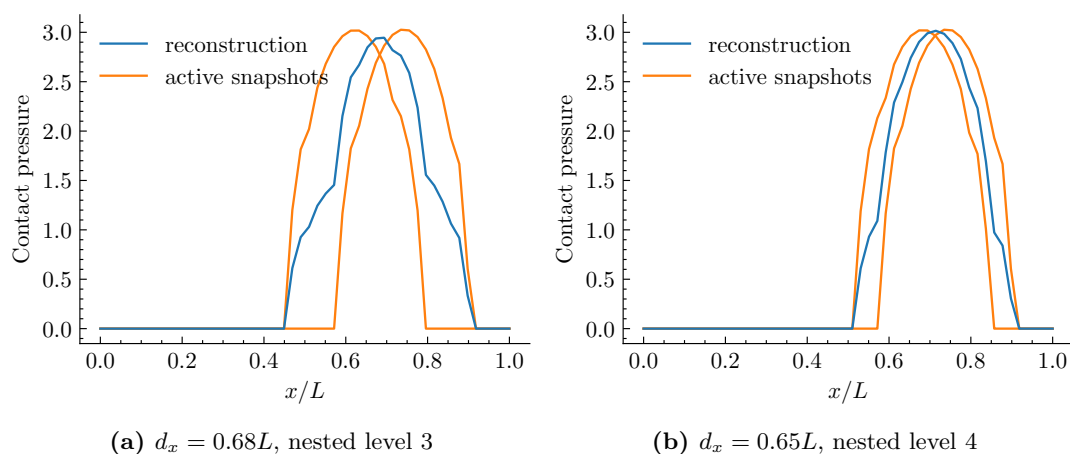 3.0
2.5
2.0
1.5
1.0
0.5
0.0
Contact pressure
reconstruction
active snapshots
0.0 0.2 0.4 0.6 0.8 1.0
x/L
(a) d_x = 0.68L, nested level 3
3.0
2.5
2.0
1.5
1.0
0.5
0.0
Contact pressure
reconstruction
active snapshots
0.0 0.2 0.4 0.6 0.8 1.0
x/L
(b) d_x = 0.65L, nested level 4